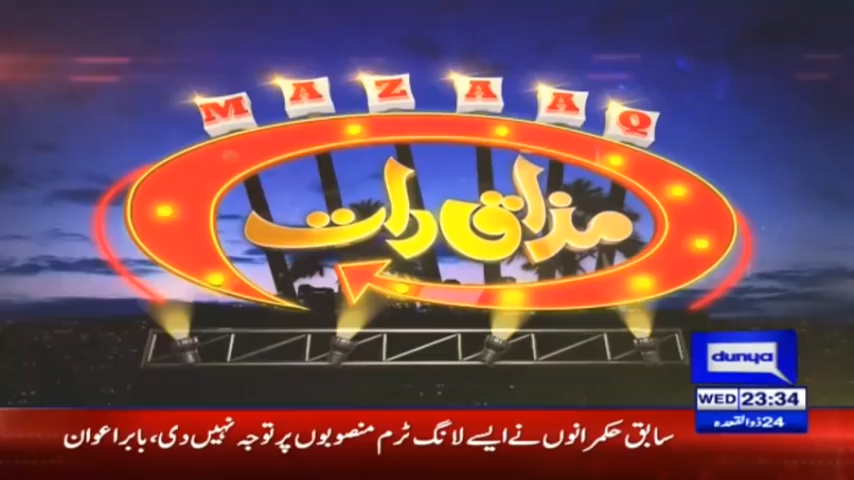 MAZAAQ
مذاق رات
dunya
WED 23:34
24 ذوالقعدہ
سابق حکمرانوں نے ایسے لانگ ٹرم منصوبوں پر توجہ نہیں دی، بابر اعوان